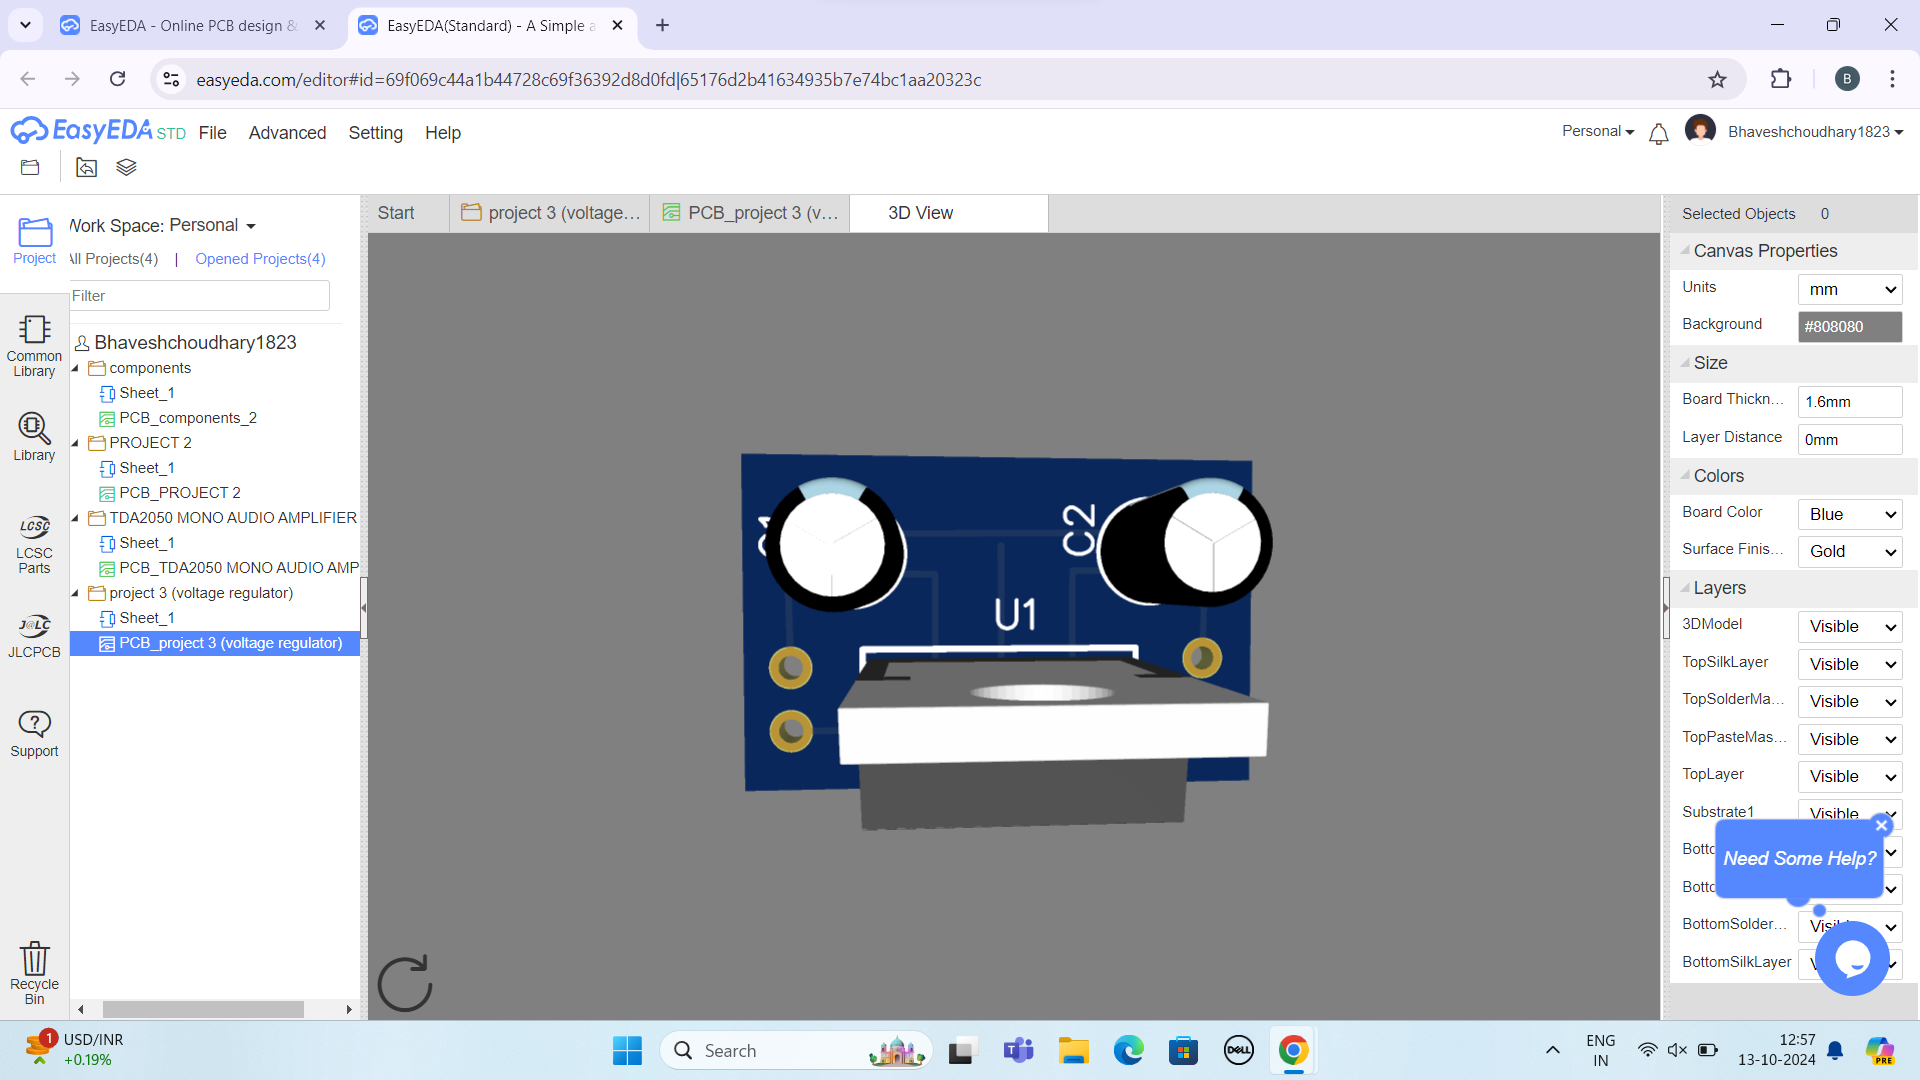 EasyEDA - Online PCB design &
EasyEDA(Standard) - A Simple a
easyeda.com/editor#id=69f069c44a1b44728c69f36392d8d0fd|65176d2b41634935b7e74bc1aa20323c
B
EasyEDA STD File Advanced Setting Help
Personal
Bhaveshchoudhary1823
Start
project 3 (voltage...
PCB_project 3 (v...
3D View
Project
Work Space: Personal
All Projects(4) | Opened Projects(4)
Filter
Bhaveshchoudhary1823
components
Sheet_1
PCB_components_2
PROJECT 2
Sheet_1
PCB_PROJECT 2
TDA2050 MONO AUDIO AMPLIFIER
Sheet_1
PCB_TDA2050 MONO AUDIO AMP
project 3 (voltage regulator)
Sheet_1
PCB_project 3 (voltage regulator)
Common
Library
Library
LCSC
LCSC
Parts
J@LC
JLCPCB
Support
Recycle
Bin
C2
U1
Selected Objects 0
Canvas Properties
Units mm
Background #808080
Size
Board Thickn... 1.6mm
Layer Distance 0mm
Colors
Board Color Blue
Surface Finis... Gold
Layers
3DModel Visible
TopSilkLayer Visible
TopSolderMa... Visible
TopPasteMas... Visible
TopLayer Visible
Substrate1 Visible
Need Some Help?
BottomSolder...
BottomSilkLayer
1
USD/INR
+0.19%
Search
DELL
ENG
IN
12:57
13-10-2024
PRE